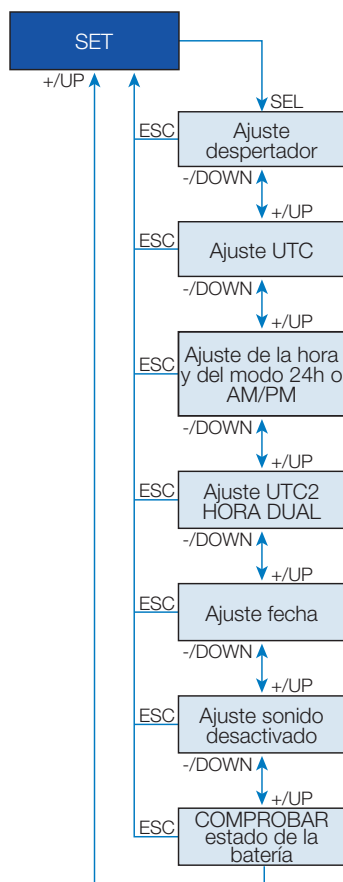 SET
+/UP
SEL
ESC
Ajuste
despertador
-/DOWN
+/UP
ESC
Ajuste UTC
-/DOWN
+/UP
ESC
Ajuste de la hora
y del modo 24h o
AM/PM
-/DOWN
+/UP
ESC
Ajuste UTC2
HORA DUAL
-/DOWN
+/UP
ESC
Ajuste fecha
-/DOWN
+/UP
ESC
Ajuste sonido
desactivado
-/DOWN
+/UP
ESC
COMPROBAR
estado de la
batería